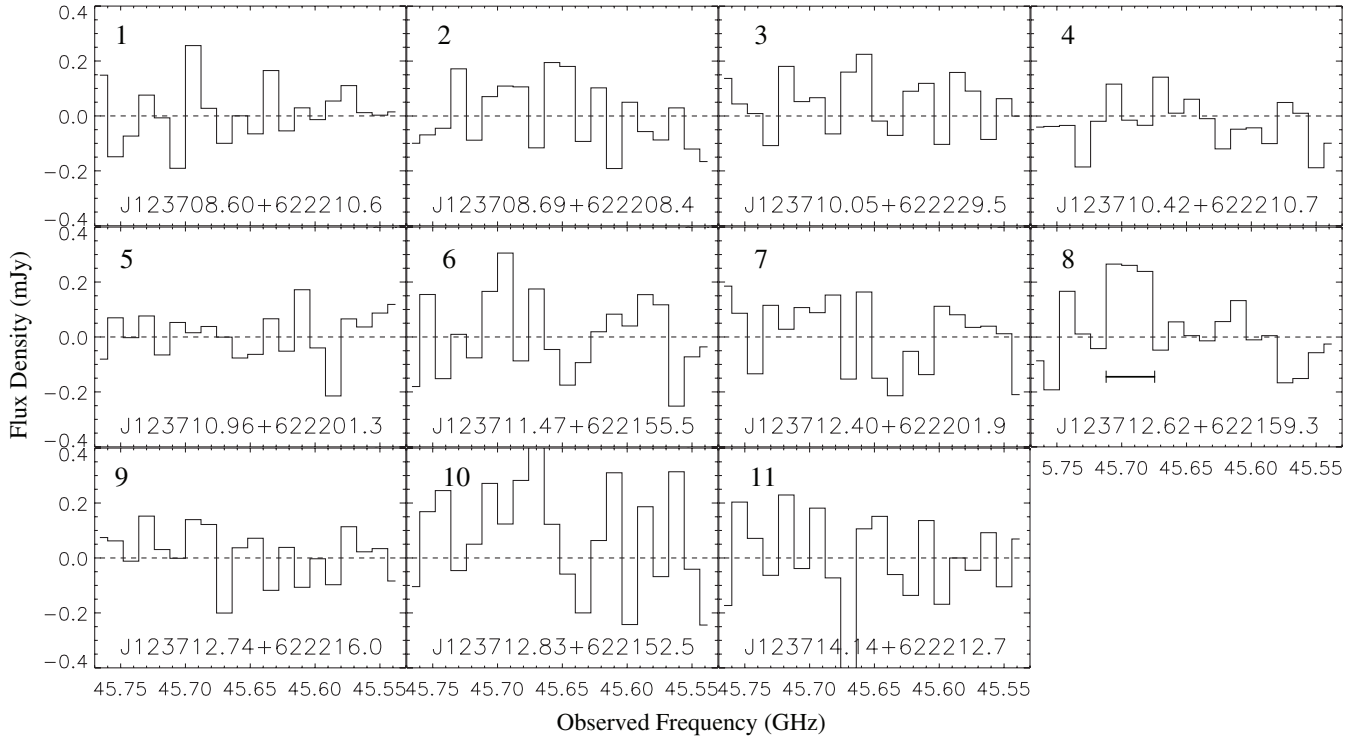 0.4
0.2
0.0
−0.2
−0.4
1
2
3
4
J123708.60+622210.6
J123708.69+622208.4
J123710.05+622229.5
J123710.42+622210.7
0.4
0.2
0.0
−0.2
−0.4
5
6
7
8
J123710.96+622201.3
J123711.47+622155.5
J123712.40+622201.9
J123712.62+622159.3
5.75 45.70 45.65 45.60 45.55
0.4
0.2
0.0
−0.2
−0.4
9
10
11
J123712.74+622216.0
J123712.83+622152.5
J123714.14+622212.7
45.75 45.70 45.65 45.60 45.55
45.75 45.70 45.65 45.60 45.55
45.75 45.70 45.65 45.60 45.55
Flux Density (mJy)
Observed Frequency (GHz)